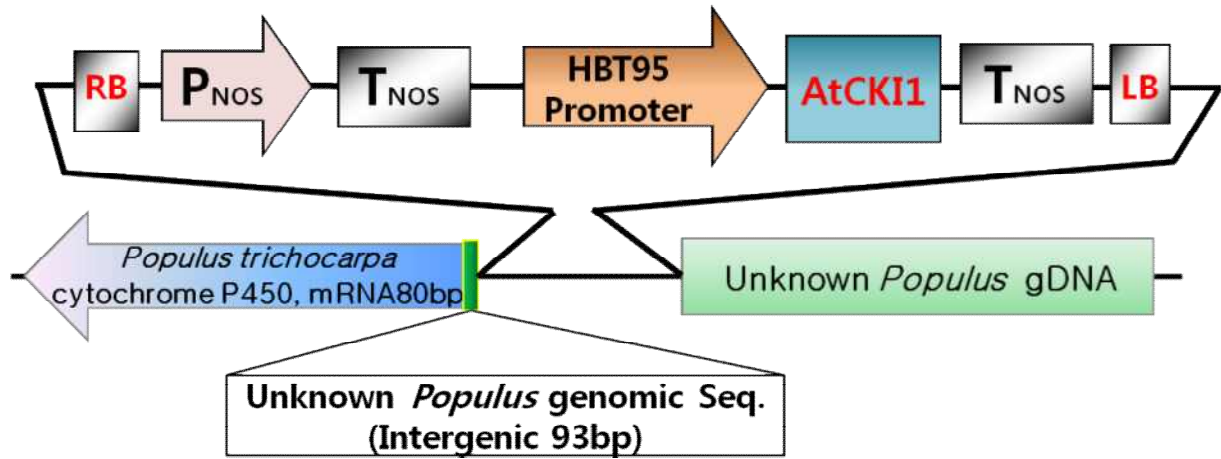 RB
PNOS
TNOS
HBT95
Promoter
AtCKI1
TNOS
LB
Populus trichocarpa
cytochrome P450, mRNA80bp
Unknown Populus gDNA
Unknown Populus genomic Seq.
(Intergenic 93bp)